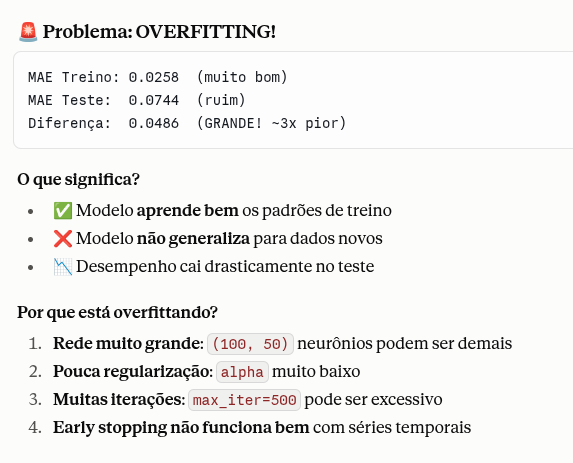 🚨 Problema: OVERFITTING!
MAE Treino: 0.0258  (muito bom)
MAE Teste:  0.0744  (ruim)
Diferença:  0.0486  (GRANDE! ~3x pior)
O que significa?
• ✅ Modelo aprende bem os padrões de treino
• ❌ Modelo não generaliza para dados novos
• 📉 Desempenho cai drasticamente no teste
Por que está overfittando?
1. Rede muito grande: (100, 50) neurônios podem ser demais
2. Pouca regularização: alpha muito baixo
3. Muitas iterações: max_iter=500 pode ser excessivo
4. Early stopping não funciona bem com séries temporais